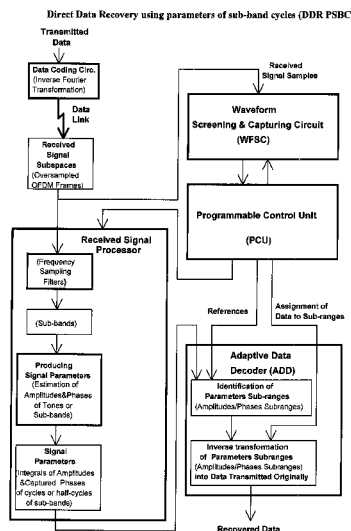 Direct Data Recovery using parameters of sub-band cycles {DDR PSBC
Transmitted
Data
Data Coding Circ.
(Inverse Fourier
Transformation)
Data
Link
Received
Signal
Subspaces
(Oversampled
OFDM Frames)
Racived
Signal Samples
Waveform
Screening & Capturing Circuit
(WFSC)
Programmable Control Unit
(PCU)
Received Signal
Processor
(Frequency
Sampling
Filters}
(Sub-bands)
Producing
Signal Parameters
(Estimation of
Amplitudes&Phases
of Tones or
Sub-bands)
Signal
Parameters
(Integrals of Amplitudes
&Captured Phases
of cycles or half-cycles
of sub-bands)
References
Assignment of
Data to Sub-ranges
Adaptive Data
Decoder (ADD)
Identification of
Parameters Sub-ranges
(Amplitudes/Phases Subranges)
Inverse transformation
of Parameters Subranges
(Amplitudes/Phases Subranges)
into Data Transmitted Originally
Recovered Data